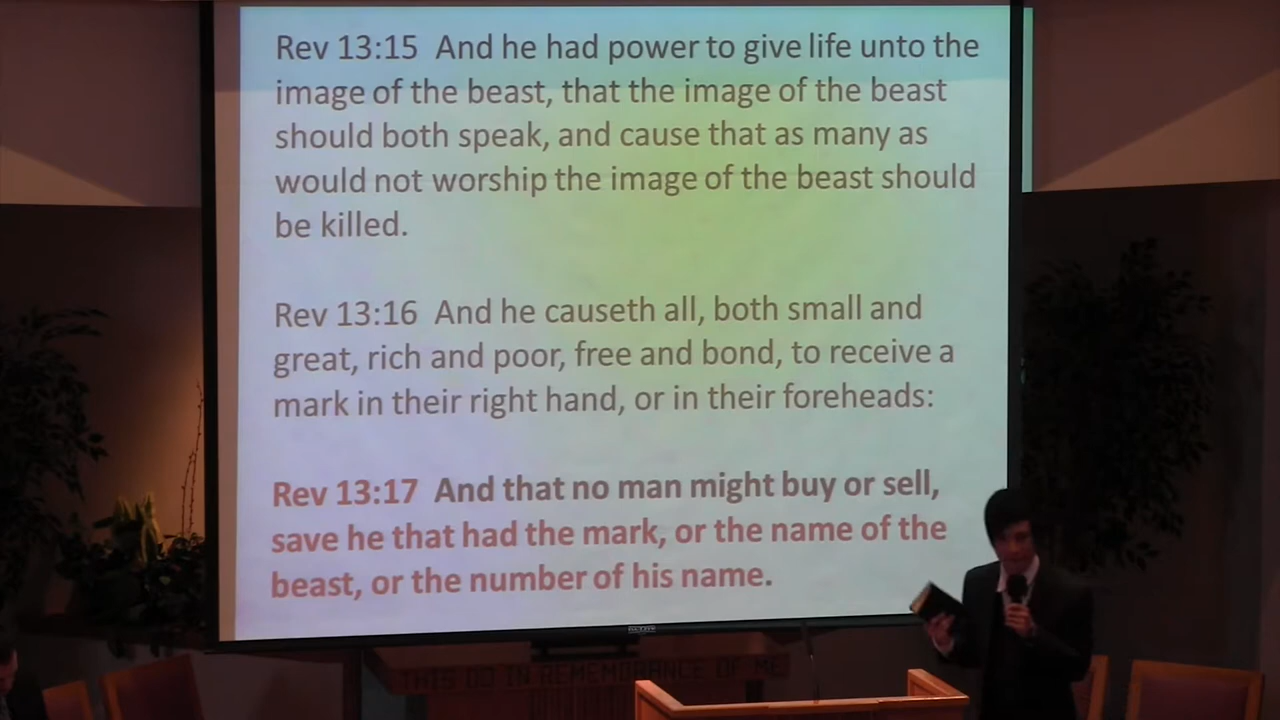 Rev 13:15 And he had power to give life unto the
image of the beast, that the image of the beast
should both speak, and cause that as many as
would not worship the image of the beast should
be killed.
Rev 13:16 And he causeth all, both small and
great, rich and poor, free and bond, to receive a
mark in their right hand, or in their foreheads:
Rev 13:17 And that no man might buy or sell,
save he that had the mark, or the name of the
beast, or the number of his name.
THIS DO IN REMEMBRANCE OF ME